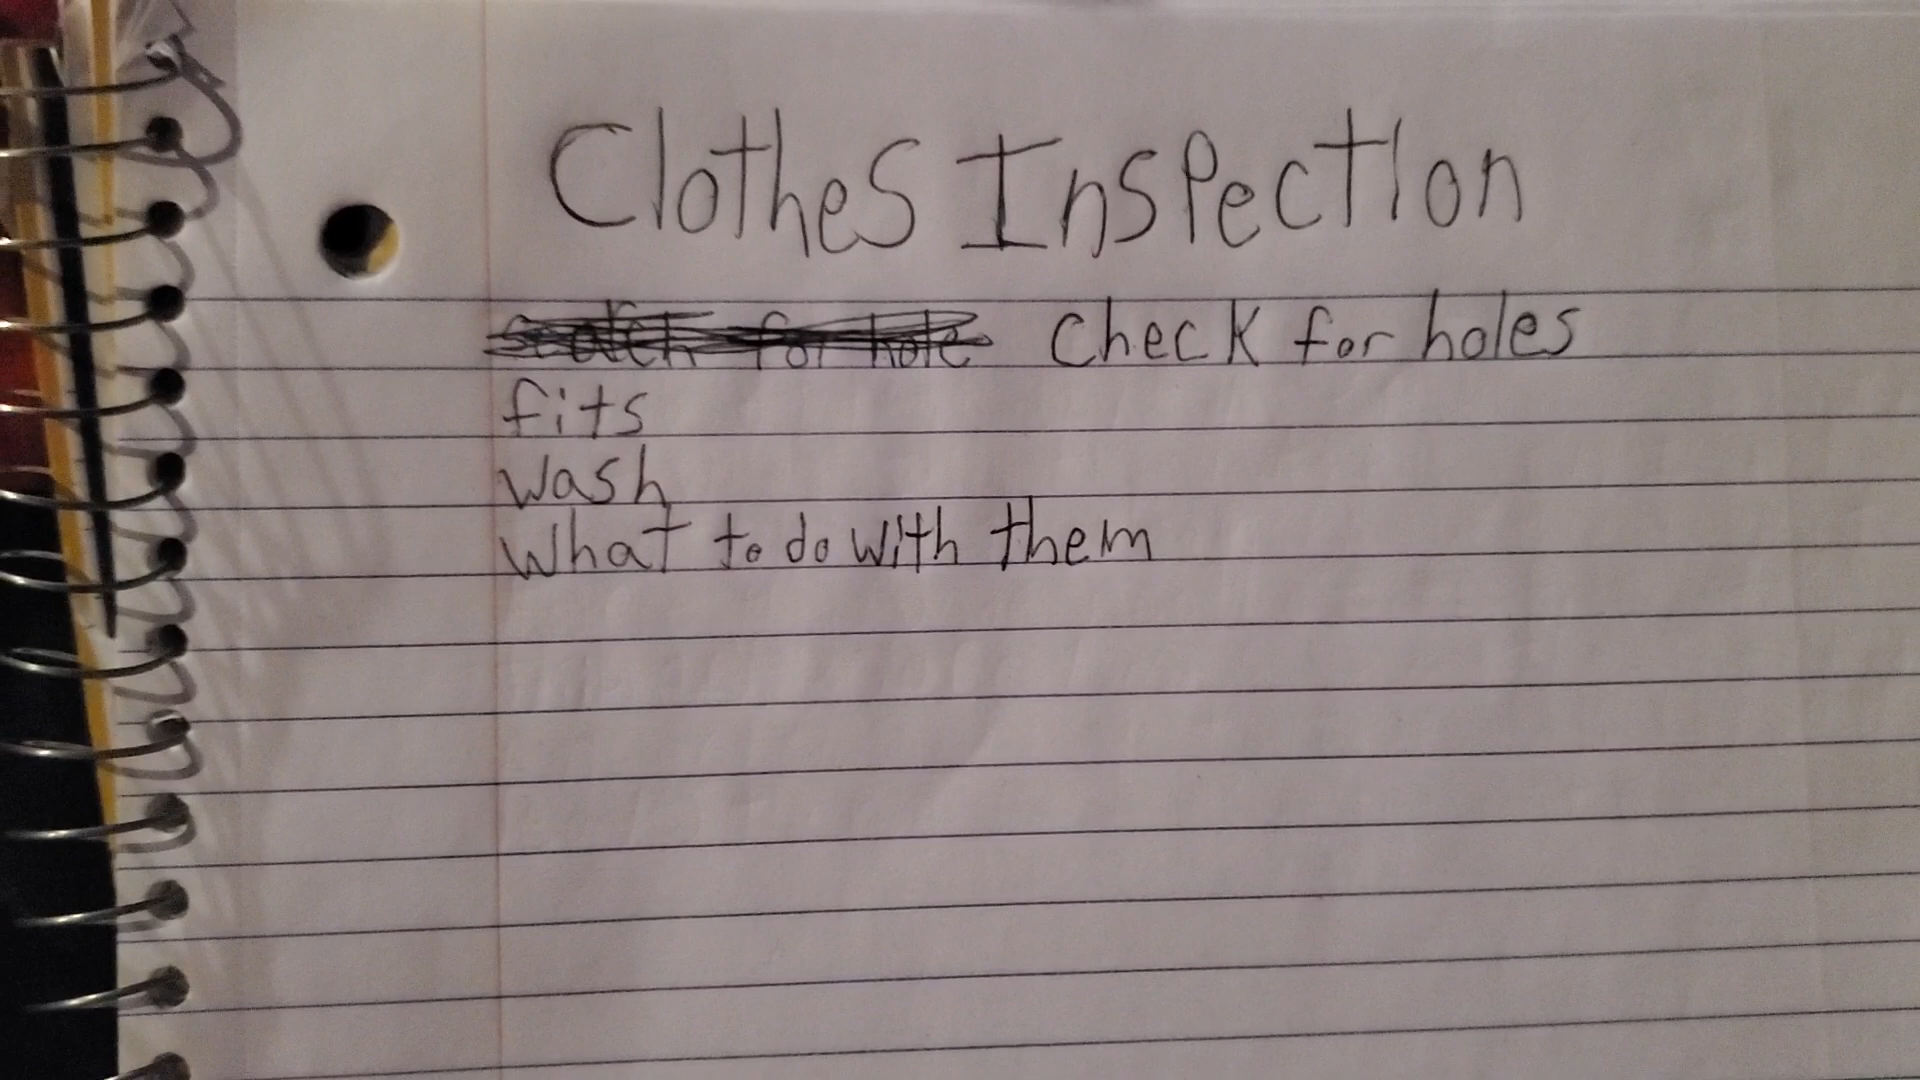 Clothes Inspection
Check for holes
fits
wash
What to do with them